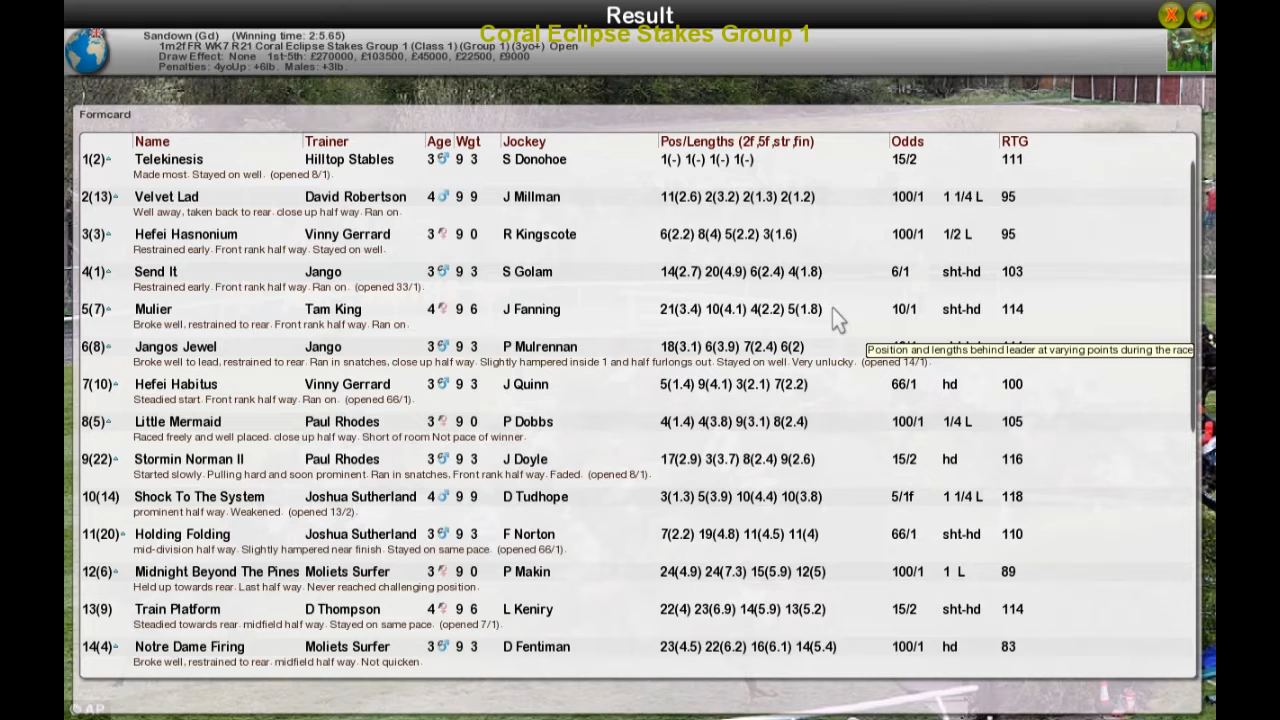 Result
Coral Eclipse Stakes Group 1
Sandown (Gd) (Winning time: 2:5.65)
1m2f FR WK7 R21 Coral Eclipse Stakes Group 1 (Class 1) (Group 1) (3yo+) Open
Draw Effect: None 1st-5th: £270000, £103500, £45000, £22500, £9000
Penalties: 4yoUp: +6lb. Males: +3lb.
Formcard
Name Trainer Age Wgt Jockey Pos/Lengths (2f,5f,str,fin) Odds RTG
1(2) Telekinesis Hilltop Stables 3 9 3 S Donohoe 1(-) 1(-) 1(-) 1(-) 15/2 111
Made most. Stayed on well. (opened 8/1).
2(13) Velvet Lad David Robertson 4 9 9 J Millman 11(2.6) 2(3.2) 2(1.3) 2(1.2) 100/1 1 1/4 L 95
Well away, taken back to rear. close up half way. Ran on.
3(3) Hefei Hasnonium Vinny Gerrard 3 9 0 R Kingscote 6(2.2) 8(4) 5(2.2) 3(1.6) 100/1 1/2 L 95
Restrained early. Front rank half way. Stayed on well.
4(1) Send It Jango 3 9 3 S Golam 14(2.7) 20(4.9) 6(2.4) 4(1.8) 6/1 sht-hd 103
Restrained early. Front rank half way. Ran on. (opened 33/1).
5(7) Mulier Tam King 4 9 6 J Fanning 21(3.4) 10(4.1) 4(2.2) 5(1.8) 10/1 sht-hd 114
Broke well, restrained to rear. Front rank half way. Ran on.
6(8) Jangos Jewel Jango 3 9 3 P Mulrennan 18(3.1) 6(3.9) 7(2.4) 6(2)
Position and lengths behind leader at varying points during the race
Broke well to lead, restrained to rear. Ran in snatches, close up half way. Slightly hampered inside 1 and half furlongs out. Stayed on well. Very unlucky. (opened 14/1).
7(10) Hefei Habitus Vinny Gerrard 3 9 3 J Quinn 5(1.4) 9(4.1) 3(2.1) 7(2.2) 66/1 hd 100
Steadied start. Front rank half way. Ran on. (opened 66/1).
8(5) Little Mermaid Paul Rhodes 3 9 0 P Dobbs 4(1.4) 4(3.8) 9(3.1) 8(2.4) 100/1 1/4 L 105
Raced freely and well placed. close up half way. Short of room Not pace of winner.
9(22) Stormin Norman II Paul Rhodes 3 9 3 J Doyle 17(2.9) 3(3.7) 8(2.4) 9(2.6) 15/2 hd 116
Started slowly. Pulling hard and soon prominent. Ran in snatches, Front rank half way. Faded. (opened 8/1).
10(14) Shock To The System Joshua Sutherland 4 9 9 D Tudhope 3(1.3) 5(3.9) 10(4.4) 10(3.8) 5/1f 1 1/4 L 118
prominent half way. Weakened. (opened 13/2).
11(20) Holding Folding Joshua Sutherland 3 9 3 F Norton 7(2.2) 19(4.8) 11(4.5) 11(4) 66/1 sht-hd 110
mid-division half way. Slightly hampered near finish. Stayed on same pace. (opened 66/1).
12(6) Midnight Beyond The Pines Moliets Surfer 3 9 0 P Makin 24(4.9) 24(7.3) 15(5.9) 12(5) 100/1 1 L 89
Held up towards rear. Last half way. Never reached challenging position.
13(9) Train Platform D Thompson 4 9 6 L Keniry 22(4) 23(6.9) 14(5.9) 13(5.2) 15/2 sht-hd 114
Steadied towards rear. midfield half way. Stayed on same pace. (opened 7/1).
14(4) Notre Dame Firing Moliets Surfer 3 9 3 D Fentiman 23(4.5) 22(6.2) 16(6.1) 14(5.4) 100/1 hd 83
Broke well, restrained to rear. midfield half way. Not quicken.
© AP